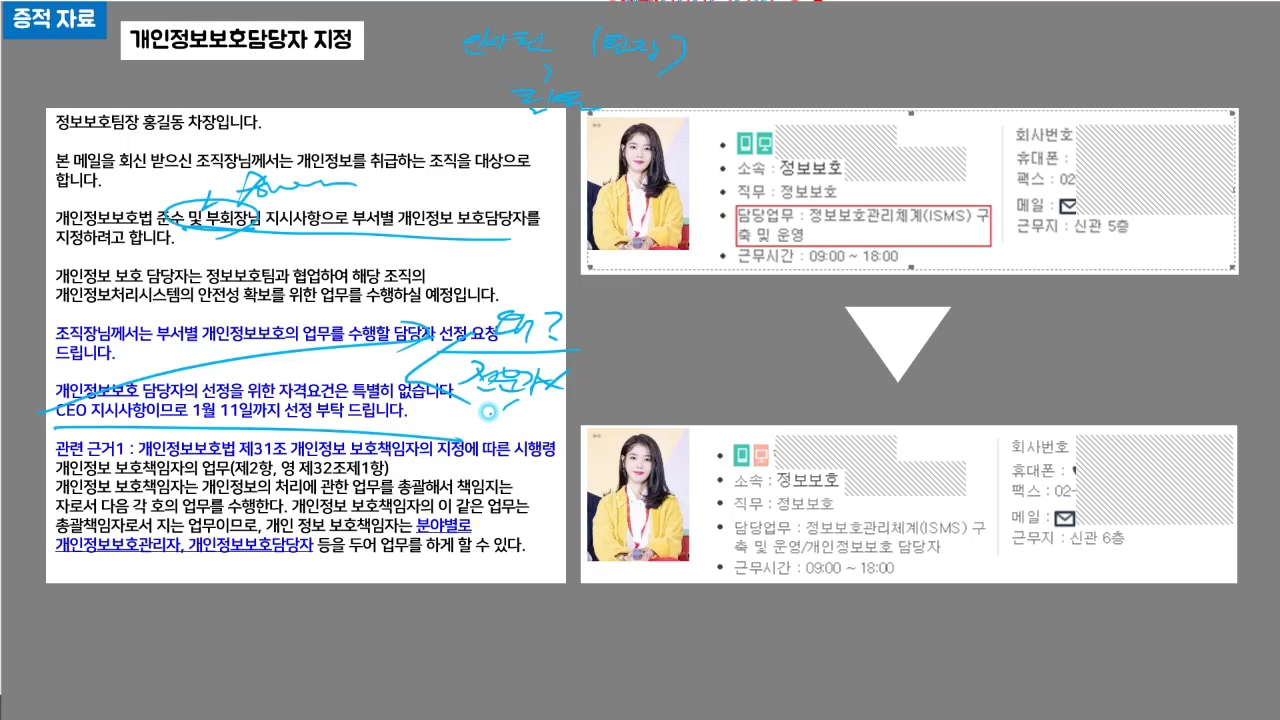 증적 자료
개인정보보호담당자 지정
인사팀 (팀장)
팀원
정보보호팀장 홍길동 차장입니다.
본 메일을 회신 받으신 조직장님께서는 개인정보를 취급하는 조직을 대상으로
합니다.
개인정보보호법 준수 및 부회장님 지시사항으로 부서별 개인정보 보호담당자를
지정하려고 합니다.
개인정보 보호 담당자는 정보보호팀과 협업하여 해당 조직의
개인정보처리시스템의 안전성 확보를 위한 업무를 수행하실 예정입니다.
조직장님께서는 부서별 개인정보보호의 업무를 수행할 담당자 선정 요청
드립니다.
왜?
전문가x
개인정보보호 담당자의 선정을 위한 자격요건은 특별히 없습니다
CEO 지시사항이므로 1월 11일까지 선정 부탁 드립니다.
관련 근거1 : 개인정보보호법 제31조 개인정보 보호책임자의 지정에 따른 시행령
개인정보 보호책임자의 업무(제2항, 영 제32조제1항)
개인정보 보호책임자는 개인정보의 처리에 관한 업무를 총괄해서 책임지는
자로서 다음 각 호의 업무를 수행한다. 개인정보 보호책임자의 이 같은 업무는
총괄책임자로서 지는 업무이므로, 개인 정보 보호책임자는 분야별로
개인정보보호관리자, 개인정보보호담당자 등을 두어 업무를 하게 할 수 있다.
소속 : 정보보호
직무 : 정보보호
담당업무 : 정보보호관리체계(ISMS) 구
축 및 운영
근무시간 : 09:00 ~ 18:00
회사번호
휴대폰 :
팩스 : 02
메일 :
근무지 : 신관 5층
소속 : 정보보호
직무 : 정보보호
담당업무 : 정보보호관리체계(ISMS) 구
축 및 운영/개인정보보호 담당자
근무시간 : 09:00 ~ 18:00
회사번호
휴대폰 :
팩스 : 02-
메일 :
근무지 : 신관 6층